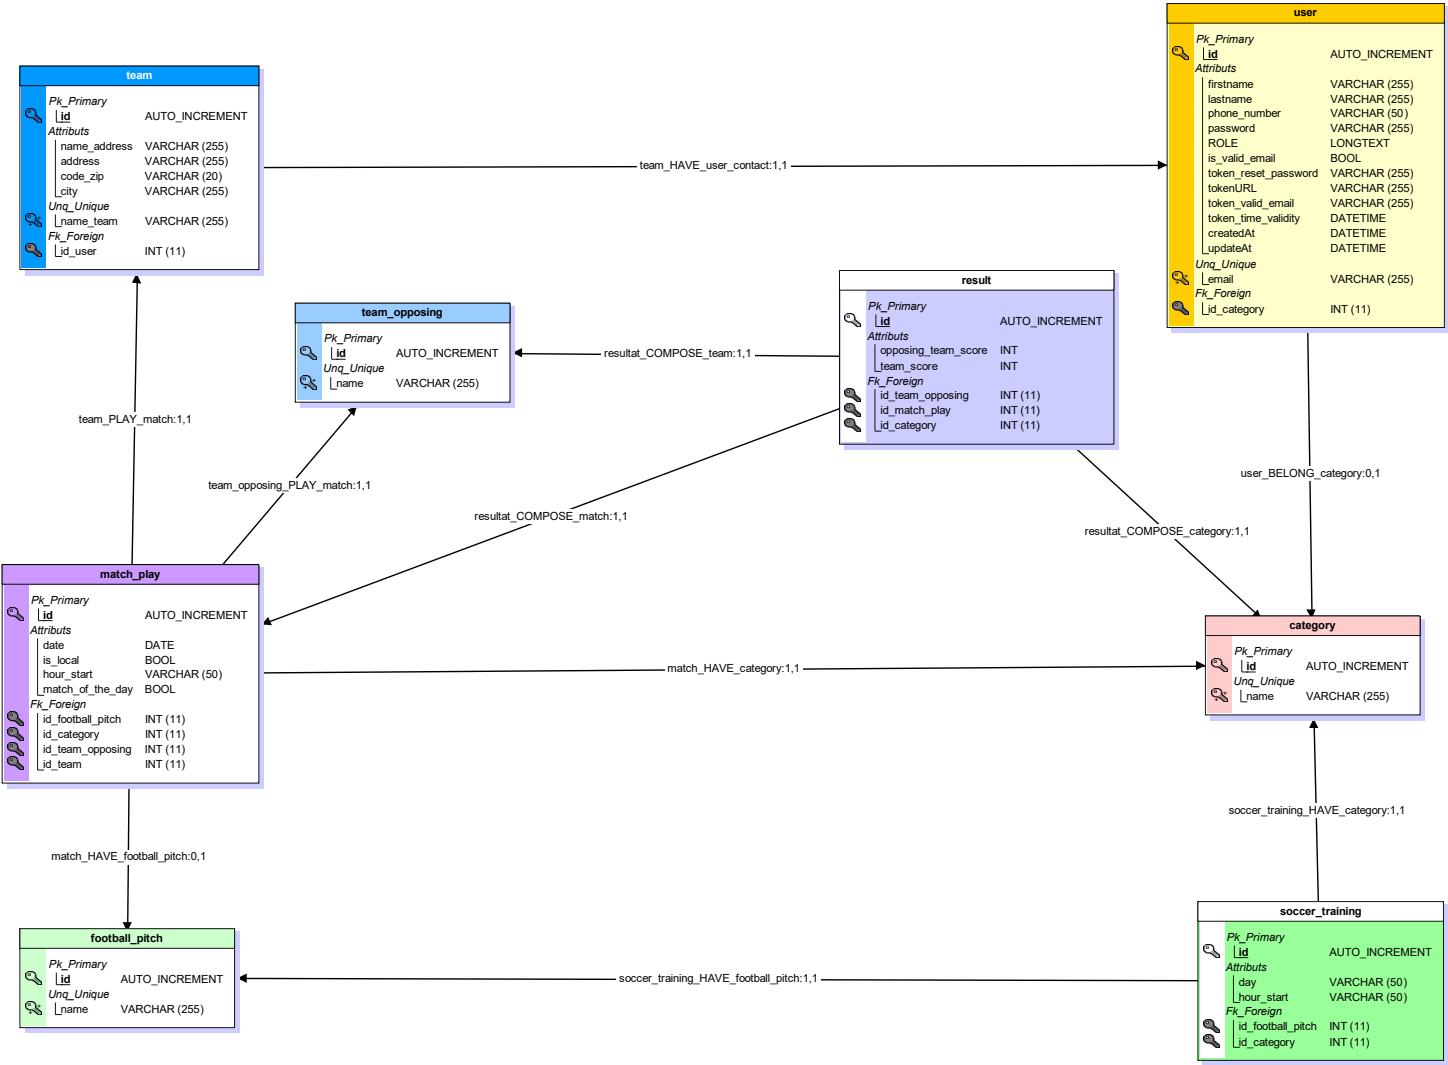 user
Pk_Primary
id AUTO_INCREMENT
Attributs
firstname VARCHAR (255)
lastname VARCHAR (255)
phone_number VARCHAR (50)
password VARCHAR (255)
ROLE LONGTEXT
is_valid_email BOOL
token_reset_password VARCHAR (255)
tokenURL VARCHAR (255)
token_valid_email VARCHAR (255)
token_time_validity DATETIME
createdAt DATETIME
updateAt DATETIME
Unq_Unique
email VARCHAR (255)
Fk_Foreign
id_category INT (11)
team
Pk_Primary
id AUTO_INCREMENT
Attributs
name_address VARCHAR (255)
address VARCHAR (255)
code_zip VARCHAR (20)
city VARCHAR (255)
Unq_Unique
name_team VARCHAR (255)
Fk_Foreign
id_user INT (11)
team_HAVE_user_contact:1,1
result
Pk_Primary
id AUTO_INCREMENT
Attributs
opposing_team_score INT
team_score INT
Fk_Foreign
id_team_opposing INT (11)
id_match_play INT (11)
id_category INT (11)
team_opposing
Pk_Primary
id AUTO_INCREMENT
Unq_Unique
name VARCHAR (255)
resultat_COMPOSE_team:1,1
team_PLAY_match:1,1
team_opposing_PLAY_match:1,1
resultat_COMPOSE_match:1,1
user_BELONG_category:0,1
resultat_COMPOSE_category:1,1
match_play
Pk_Primary
id AUTO_INCREMENT
Attributs
date DATE
is_local BOOL
hour_start VARCHAR (50)
match_of_the_day BOOL
Fk_Foreign
id_football_pitch INT (11)
id_category INT (11)
id_team_opposing INT (11)
id_team INT (11)
match_HAVE_category:1,1
category
Pk_Primary
id AUTO_INCREMENT
Unq_Unique
name VARCHAR (255)
soccer_training_HAVE_category:1,1
match_HAVE_football_pitch:0,1
football_pitch
Pk_Primary
id AUTO_INCREMENT
Unq_Unique
name VARCHAR (255)
soccer_training_HAVE_football_pitch:1,1
soccer_training
Pk_Primary
id AUTO_INCREMENT
Attributs
day VARCHAR (50)
hour_start VARCHAR (50)
Fk_Foreign
id_football_pitch INT (11)
id_category INT (11)